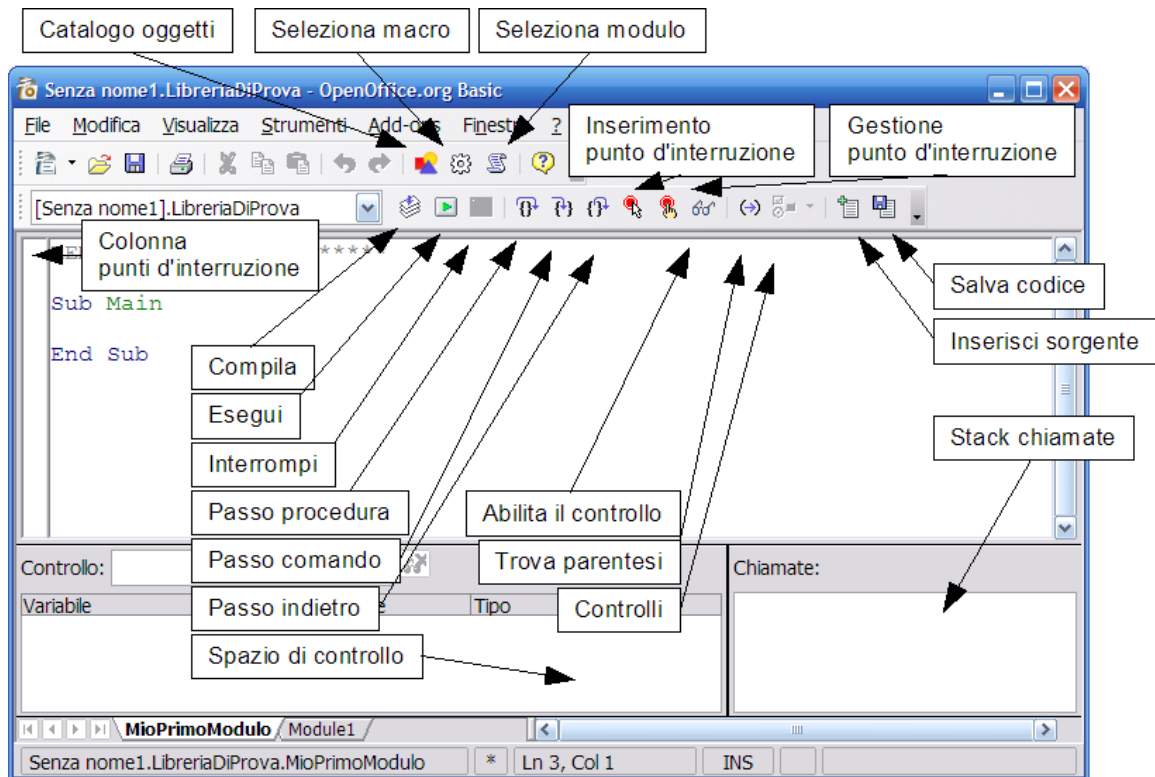 Catalogo oggetti
Seleziona macro
Seleziona modulo
Senza nome1.LibreriaDiProva - OpenOffice.org Basic
File Modifica Visualizza Strumenti Add-ons Finestra ?
Inserimento
punto d'interruzione
Gestione
punto d'interruzione
[Senza nome1].LibreriaDiProva
Colonna
punti d'interruzione
*****
Sub Main
End Sub
Salva codice
Inserisci sorgente
Compila
Esegui
Interrompi
Stack chiamate
Passo procedura
Abilita il controllo
Passo comando
Trova parentesi
Controllo:
Chiamate:
Passo indietro
Controlli
Variabile
Tipo
Spazio di controllo
MioPrimoModulo Module1
Senza nome1.LibreriaDiProva.MioPrimoModulo * Ln 3, Col 1 INS